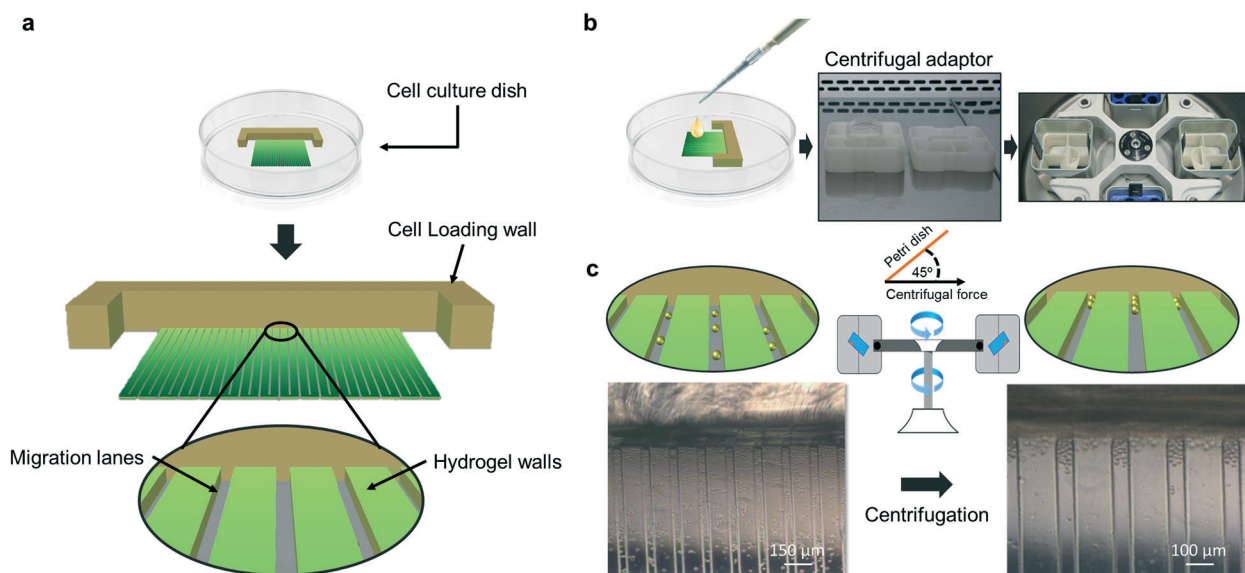 a
Cell culture dish
Cell Loading wall
Migration lanes
Hydrogel walls
b
Centrifugal adaptor
c
Petri dish
45º
Centrifugal force
Centrifugation
150 µm
100 µm